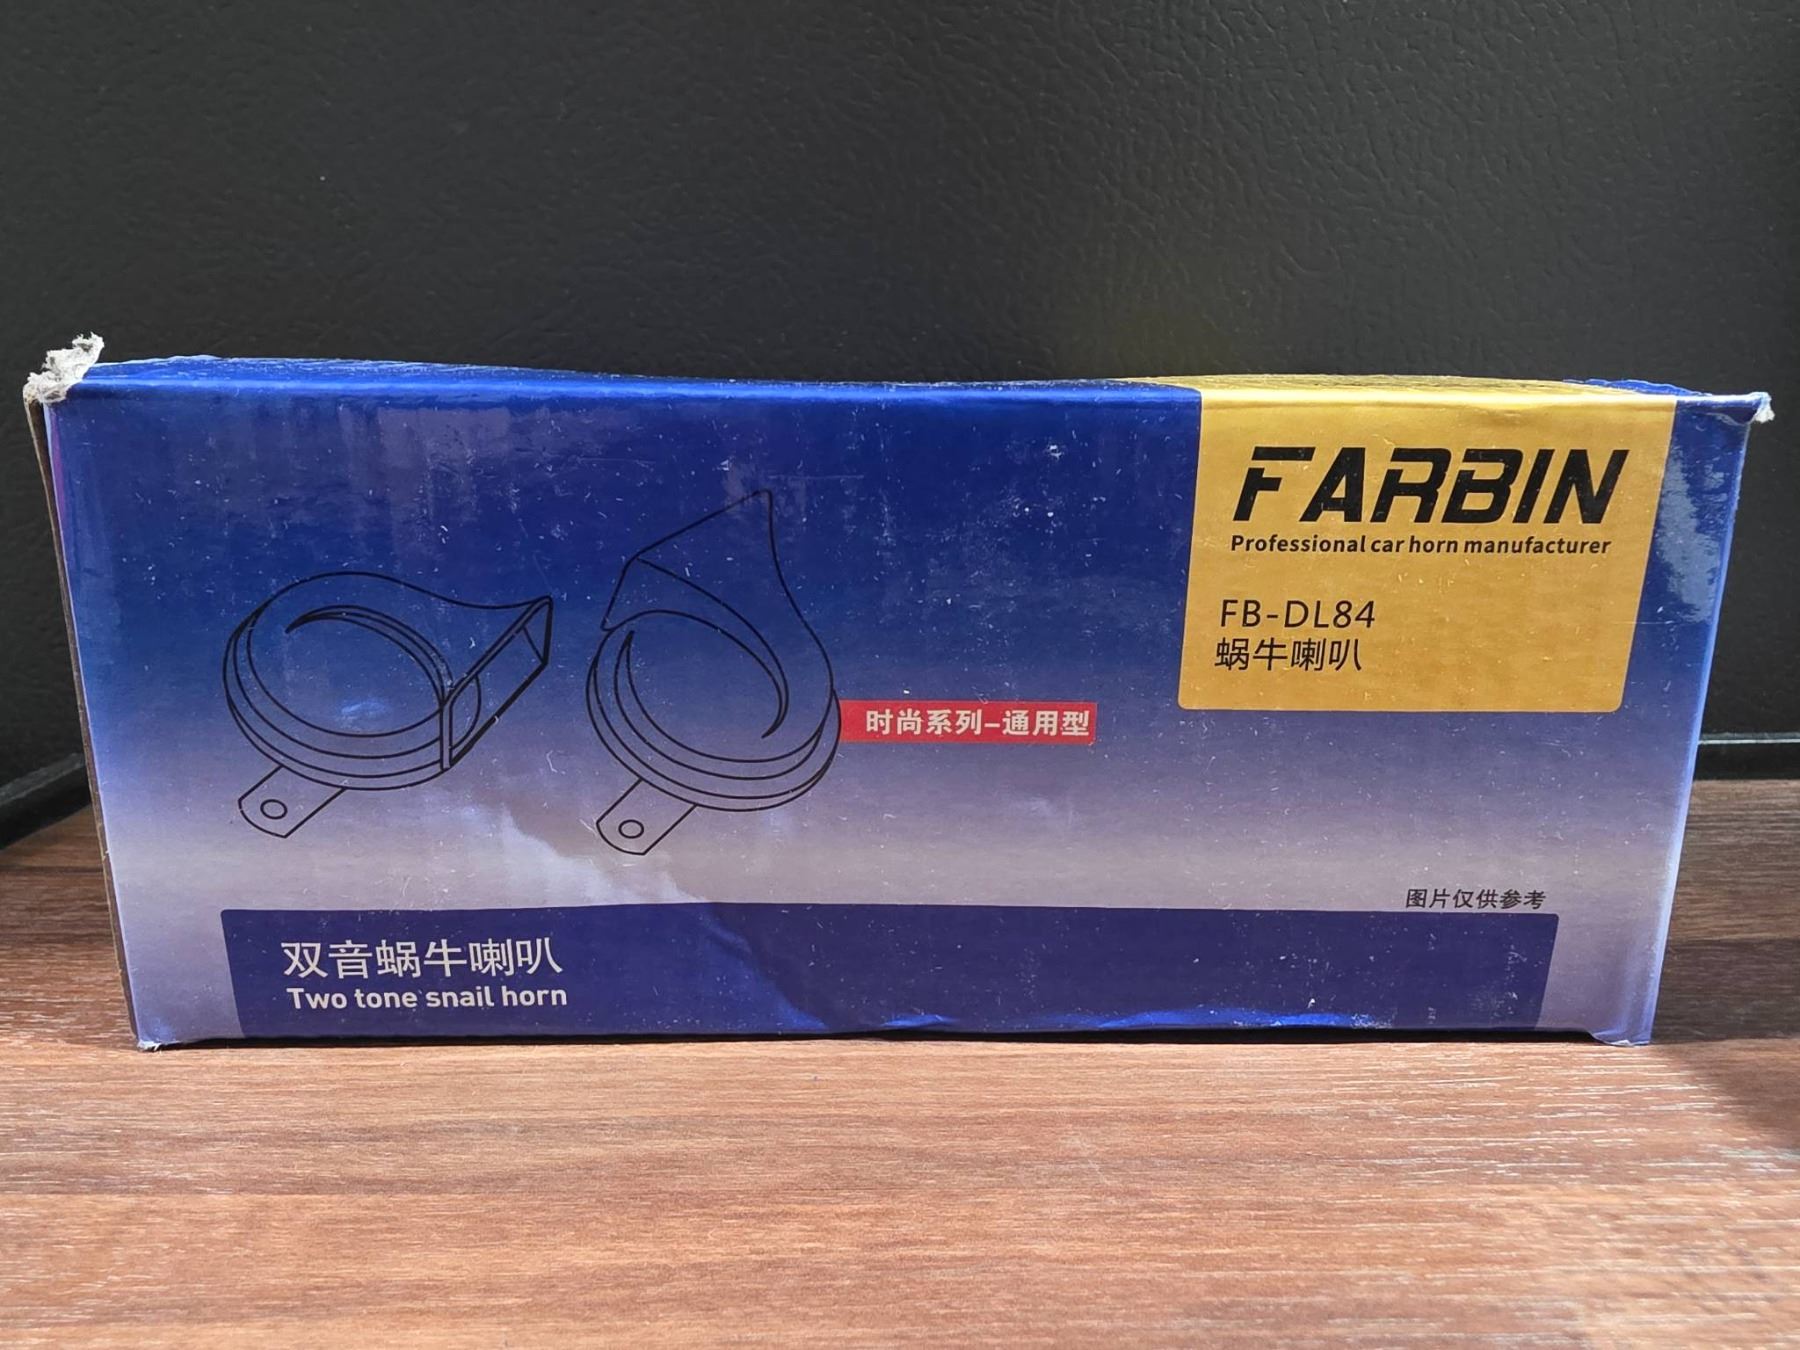 FARBIN
Professional car horn manufacturer
FB-DL84
蜗牛喇叭
时尚系列-通用型
图片仅供参考
双音蜗牛喇叭
Two tone snail horn